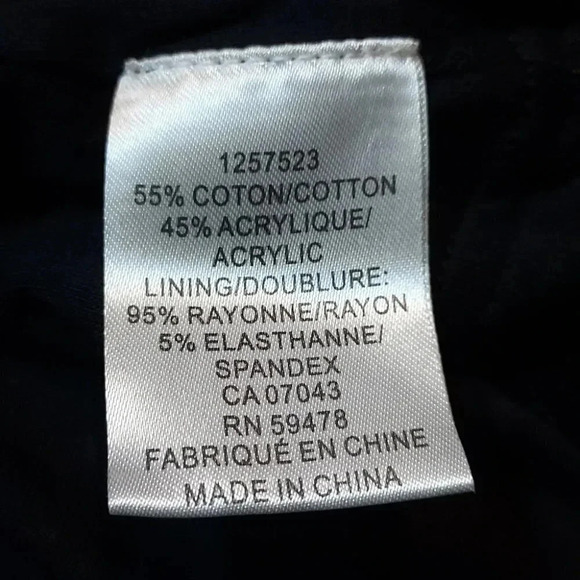 1257523
55% COTON/COTTON
45% ACRYLIQUE/
ACRYLIC
LINING/DOUBLURE:
95% RAYONNE/RAYON
5% ELASTHANNE/
SPANDEX
CA 07043
RN 59478
FABRIQUÉ EN CHINE
MADE IN CHINA